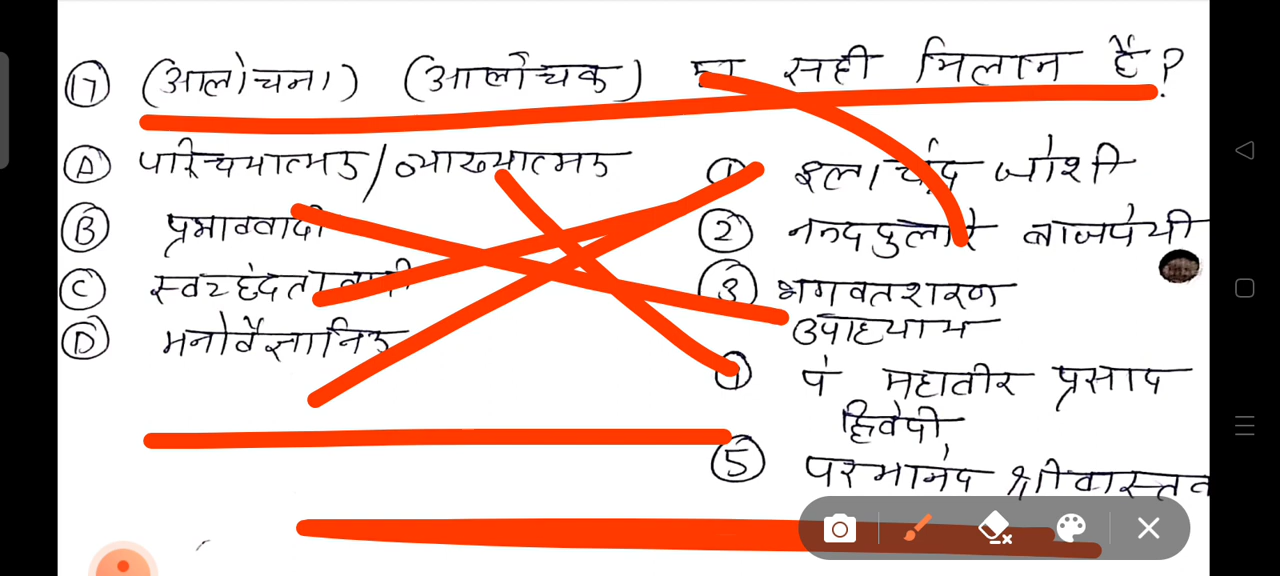 17 (आलोचना) (आलोचक) का सही मिलान है?
A परिचयात्मक/व्याख्यात्मक
B प्रभाववादी
C स्वच्छंदतावादी
D मनोवैज्ञानिक
1 इलाचंद्र जोशी
2 नन्ददुलारे वाजपेयी
3 भगवतशरण
उपाध्याय
4 पं महावीर प्रसाद
द्विवेदी
5 परमानंद श्रीवास्तव